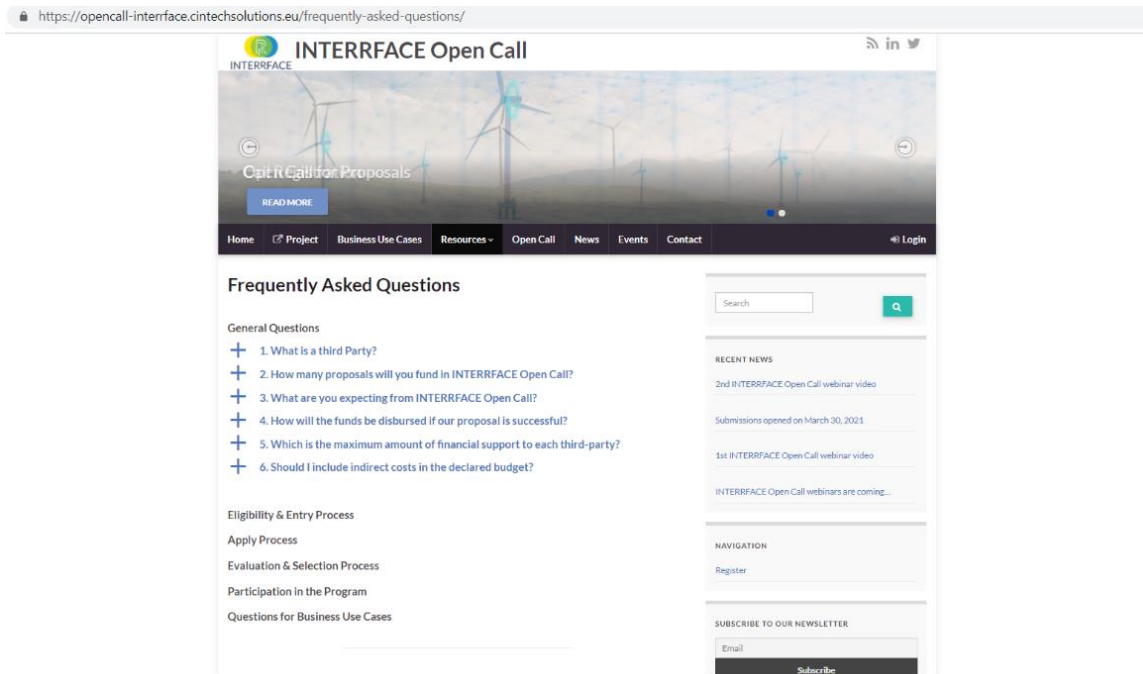 https://opencall-interrface.cintechsolutions.eu/frequently-asked-questions/
INTERRFACE
INTERRFACE Open Call
in
READ MORE
Home Project Business Use Cases Resources Open Call News Events Contact Login
Frequently Asked Questions
General Questions
1. What is a third Party?
2. How many proposals will you fund in INTERRFACE Open Call?
3. What are you expecting from INTERRFACE Open Call?
4. How will the funds be disbursed if our proposal is successful?
5. Which is the maximum amount of financial support to each third-party?
6. Should I include indirect costs in the declared budget?
Eligibility & Entry Process
Apply Process
Evaluation & Selection Process
Participation in the Program
Questions for Business Use Cases
Search
RECENT NEWS
2nd INTERRFACE Open Call webinar video
Submissions opened on March 30, 2021
1st INTERRFACE Open Call webinar video
INTERRFACE Open Call webinars are coming...
NAVIGATION
Register
SUBSCRIBE TO OUR NEWSLETTER
Email
Subscribe